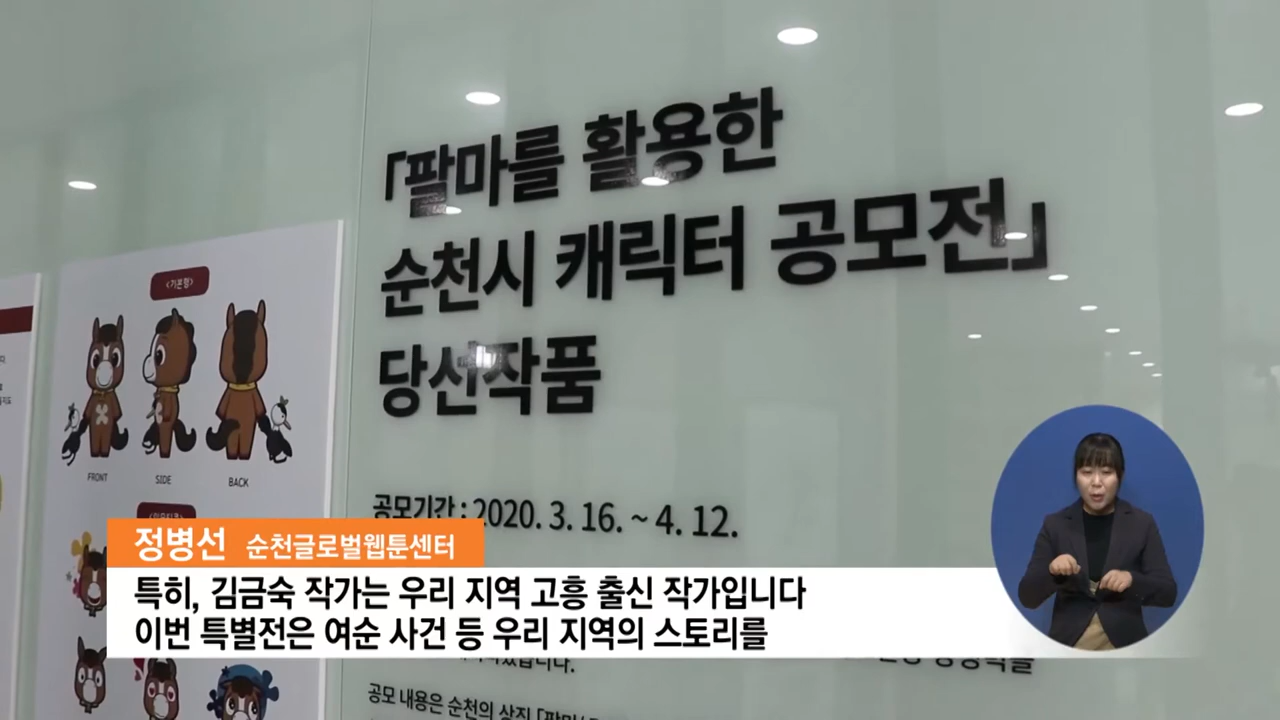 「팔마를 활용한
순천시 캐릭터 공모전」
당선작품
<기본형>
FRONT
SIDE
BACK
공모기간 : 2020. 3. 16. ~ 4. 12.
정병선 순천글로벌웹툰센터
특히, 김금숙 작가는 우리 지역 고흥 출신 작가입니다
이번 특별전은 여순 사건 등 우리 지역의 스토리를
공모 내용은 순천의 상징